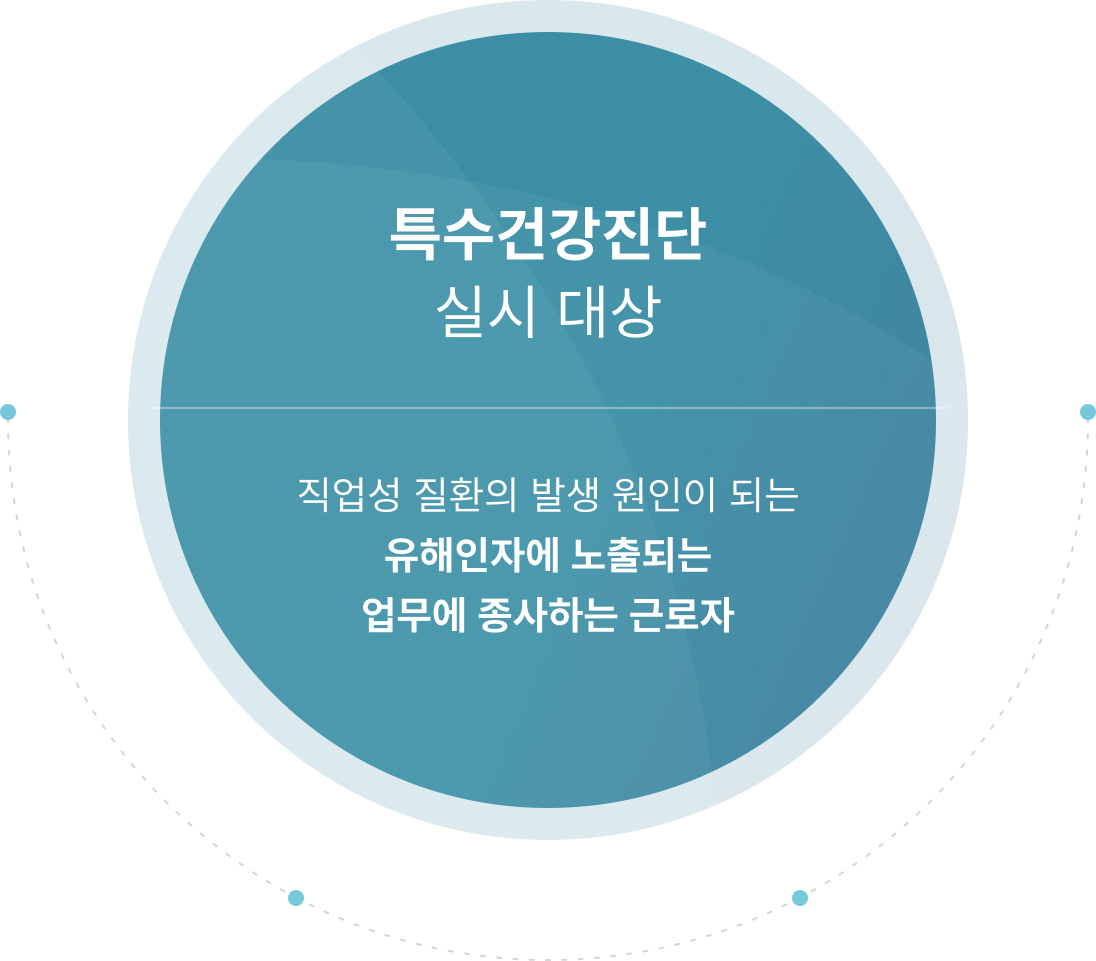 특수건강진단
실시 대상
직업성 질환의 발생 원인이 되는
유해인자에 노출되는
업무에 종사하는 근로자